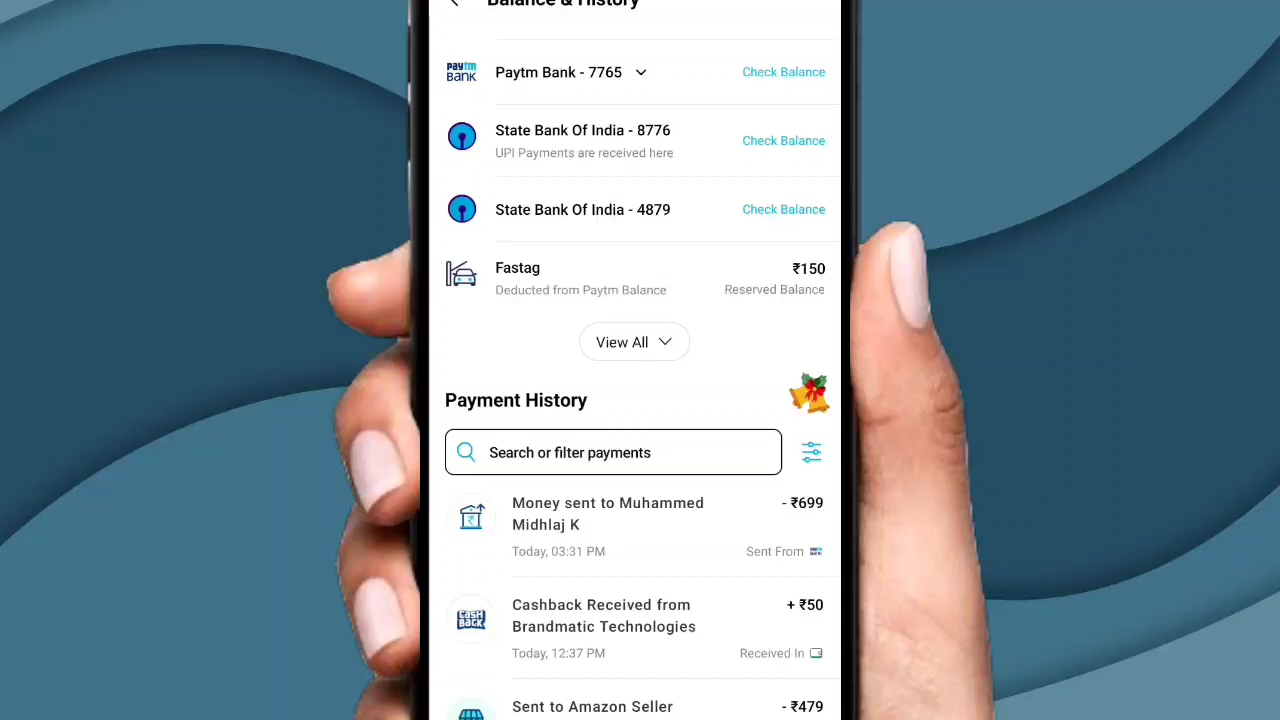 Balance & History
paytm
BANK
Paytm Bank - 7765
Check Balance
State Bank Of India - 8776
UPI Payments are received here
Check Balance
State Bank Of India - 4879
Check Balance
Fastag
₹150
Deducted from Paytm Balance
Reserved Balance
View All
Payment History
Search or filter payments
Money sent to Muhammed
Midhlaj K
- ₹699
Today, 03:31 PM
Sent From
CASH
BACK
Cashback Received from
Brandmatic Technologies
+ ₹50
Today, 12:37 PM
Received In
Sent to Amazon Seller
- ₹479